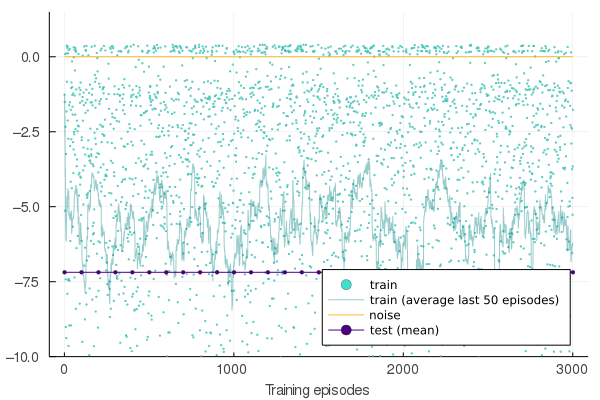 0.0
−2.5
−5.0
−7.5
−10.0
train
train (average last 50 episodes)
noise
test (mean)
0
1000
2000
3000
Training episodes